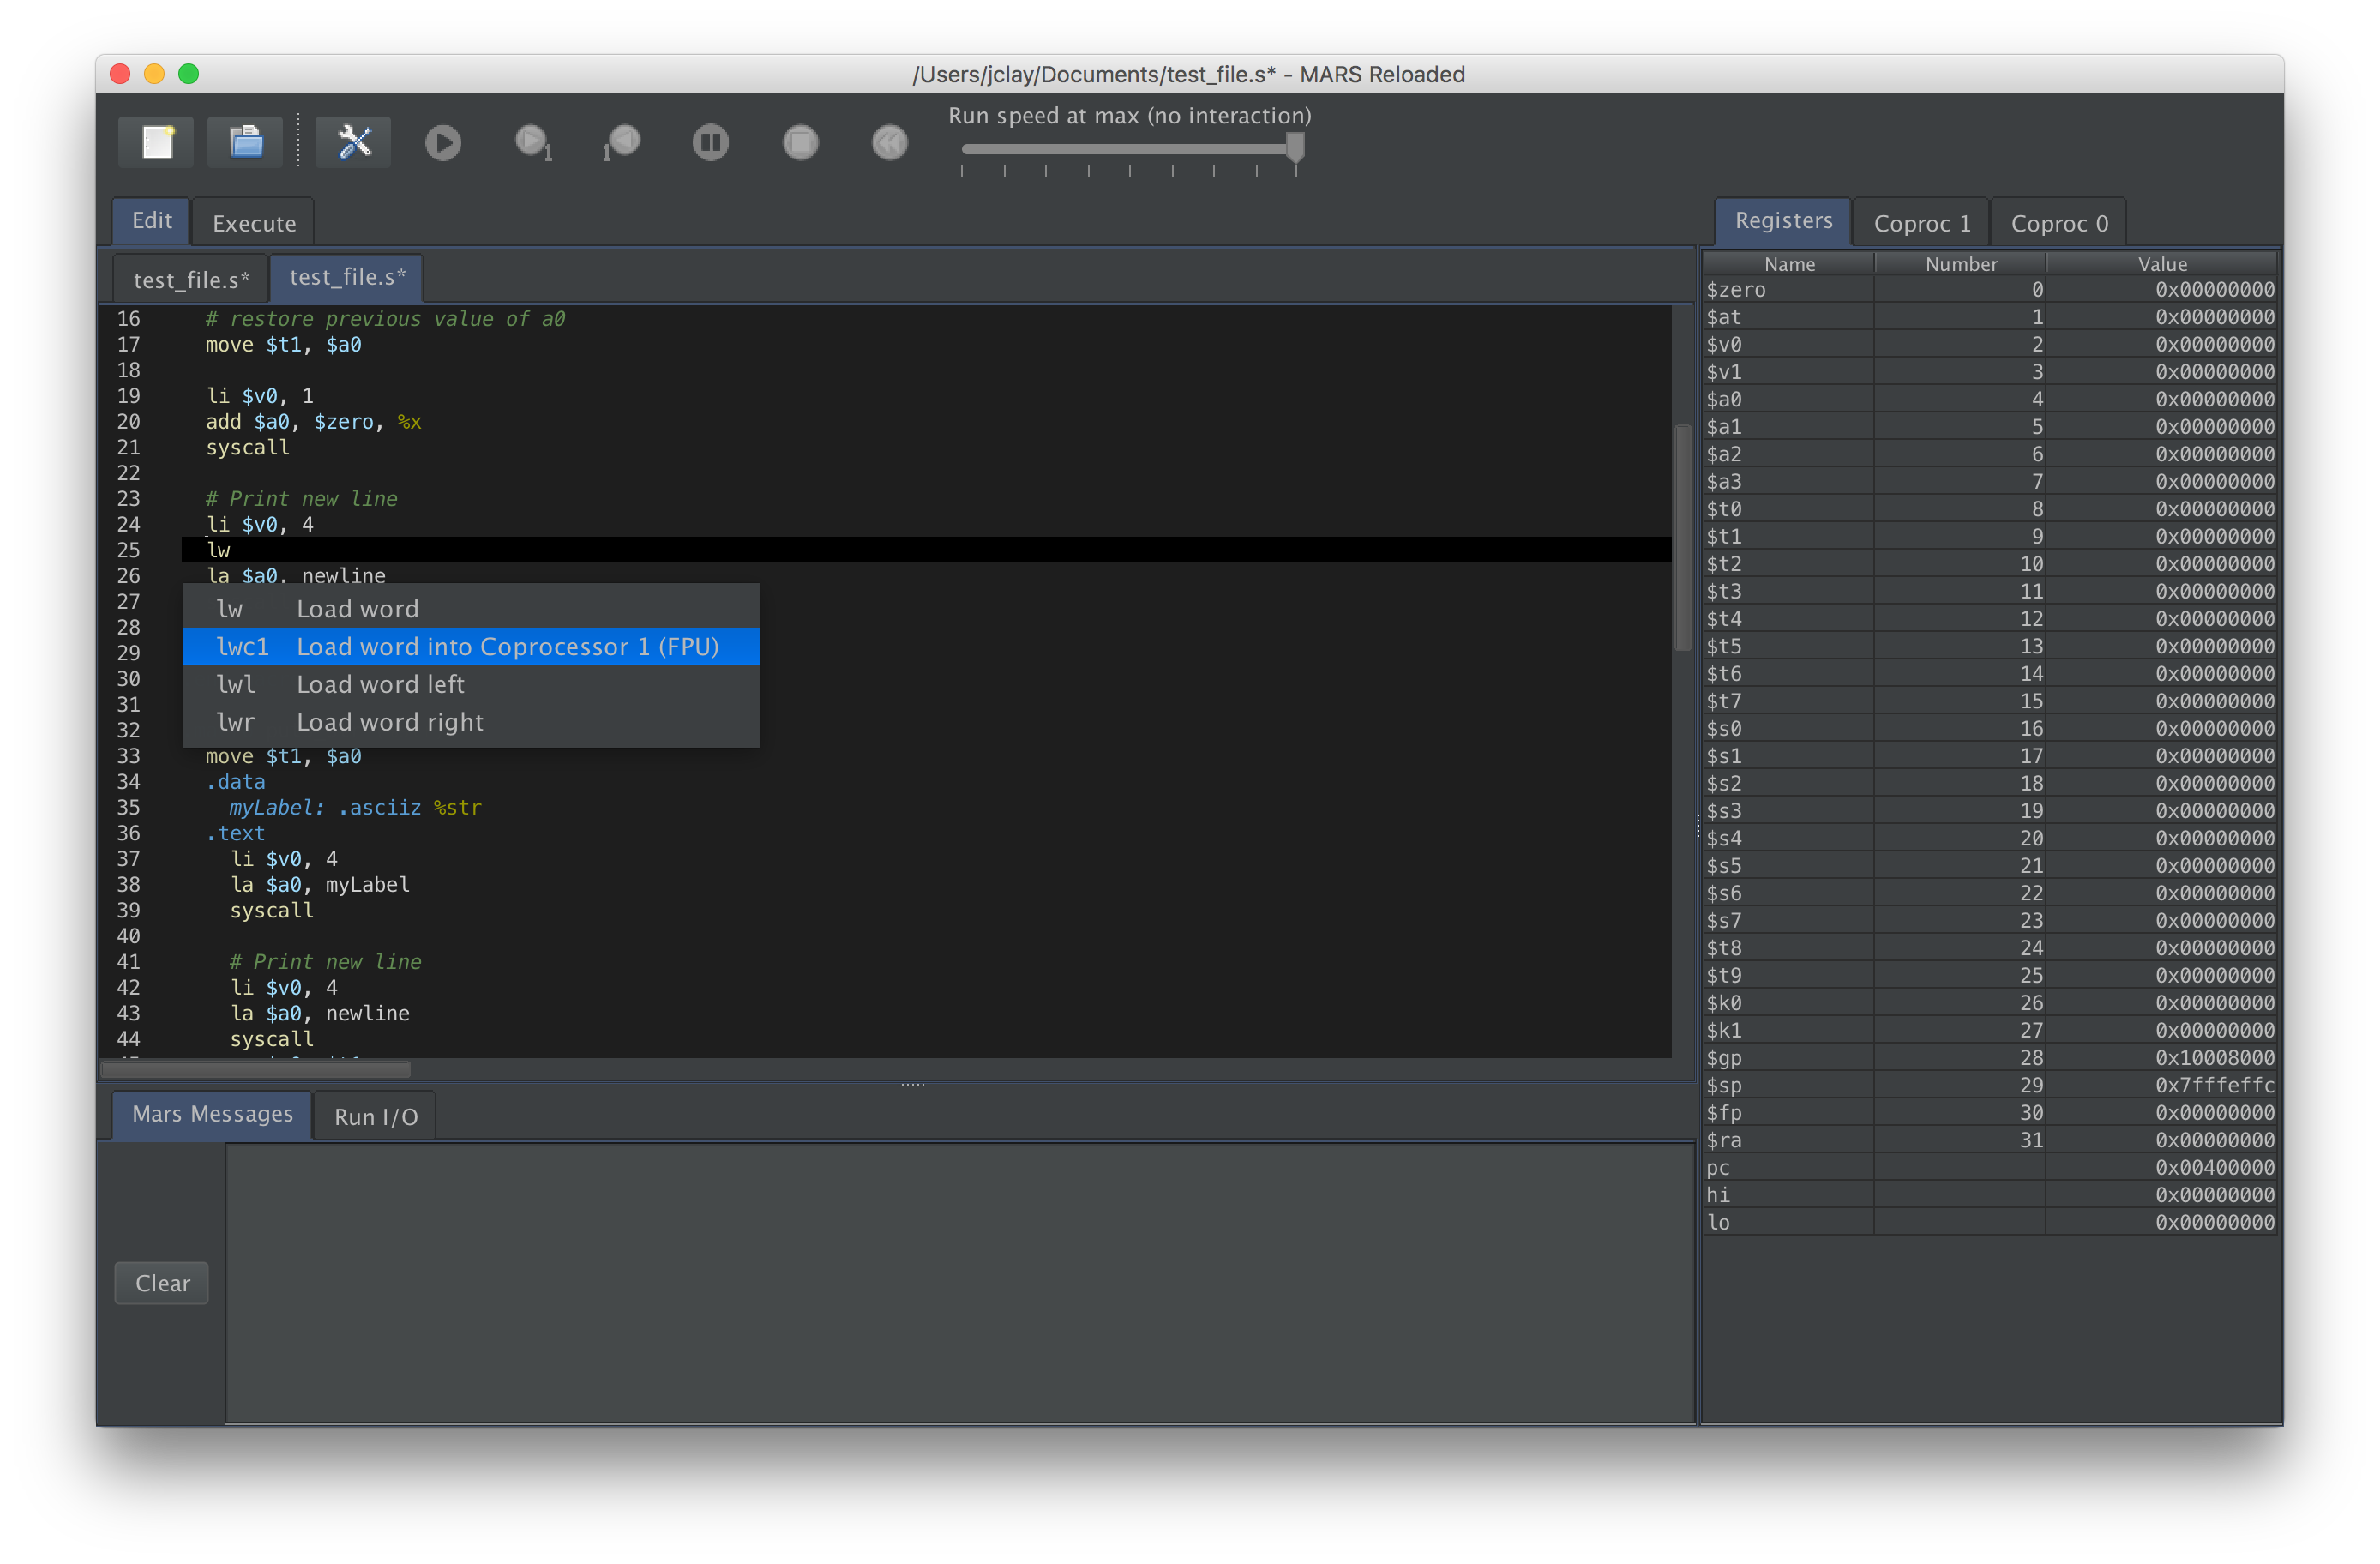 /Users/jclay/Documents/test_file.s* - MARS Reloaded
Run speed at max (no interaction)
1
1
Edit Execute
test_file.s* test_file.s*
16 # restore previous value of a0
17 move $t1, $a0
18
19 li $v0, 1
20 add $a0, $zero, %x
21 syscall
22
23 # Print new line
24 li $v0, 4
25 lw
26 la $a0, newline
27
28
29
30
31
32
lw Load word
lwc1 Load word into Coprocessor 1 (FPU)
lwl Load word left
lwr Load word right
33 move $t1, $a0
34 .data
35 myLabel: .asciiz %str
36 .text
37 li $v0, 4
38 la $a0, myLabel
39 syscall
40
41 # Print new line
42 li $v0, 4
43 la $a0, newline
44 syscall
Mars Messages Run I/O
Clear
Registers Coproc 1 Coproc 0
Name Number Value
$zero 0 0x00000000
$at 1 0x00000000
$v0 2 0x00000000
$v1 3 0x00000000
$a0 4 0x00000000
$a1 5 0x00000000
$a2 6 0x00000000
$a3 7 0x00000000
$t0 8 0x00000000
$t1 9 0x00000000
$t2 10 0x00000000
$t3 11 0x00000000
$t4 12 0x00000000
$t5 13 0x00000000
$t6 14 0x00000000
$t7 15 0x00000000
$s0 16 0x00000000
$s1 17 0x00000000
$s2 18 0x00000000
$s3 19 0x00000000
$s4 20 0x00000000
$s5 21 0x00000000
$s6 22 0x00000000
$s7 23 0x00000000
$t8 24 0x00000000
$t9 25 0x00000000
$k0 26 0x00000000
$k1 27 0x00000000
$gp 28 0x10008000
$sp 29 0x7fffeffc
$fp 30 0x00000000
$ra 31 0x00000000
pc 0x00400000
hi 0x00000000
lo 0x00000000